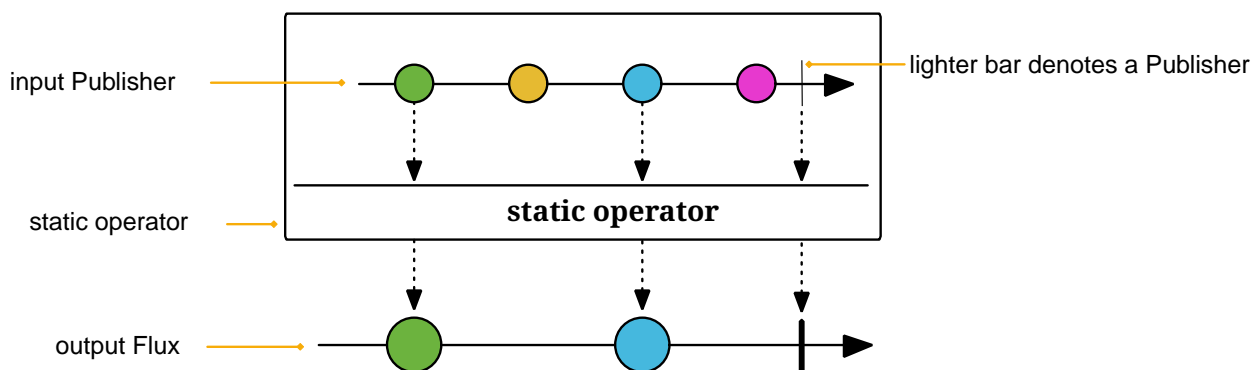 lighter bar denotes a Publisher
input Publisher
static operator
static operator
output Flux